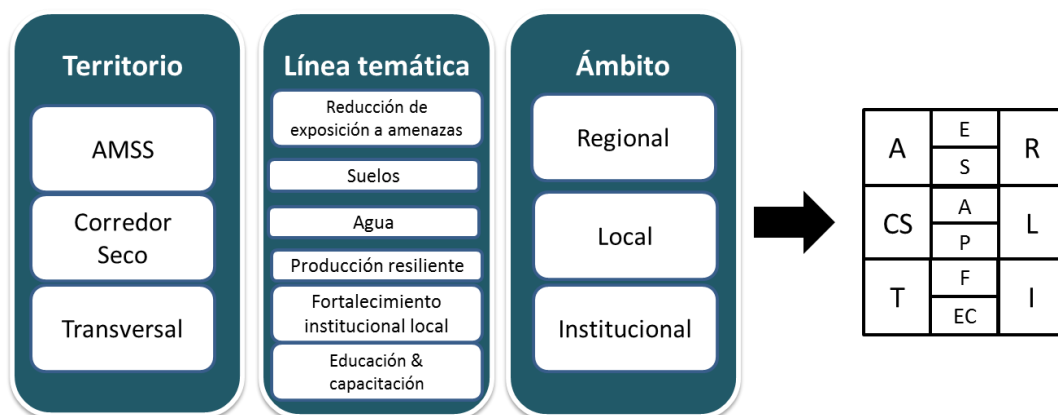 Territorio
AMSS
Corredor
Seco
Transversal
Línea temática
Reducción de
exposición a amenazas
Suelos
Agua
Producción resiliente
Fortalecimiento
institucional local
Educación &
capacitación
Ámbito
Regional
Local
Institucional
A
CS
T
E
S
A
P
F
EC
R
L
I